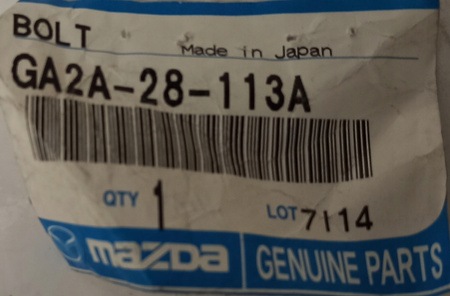 BOLT
Made in Japan
GA2A-28-113A
QTY 1 LOT 7114
mazda GENUINE PARTS